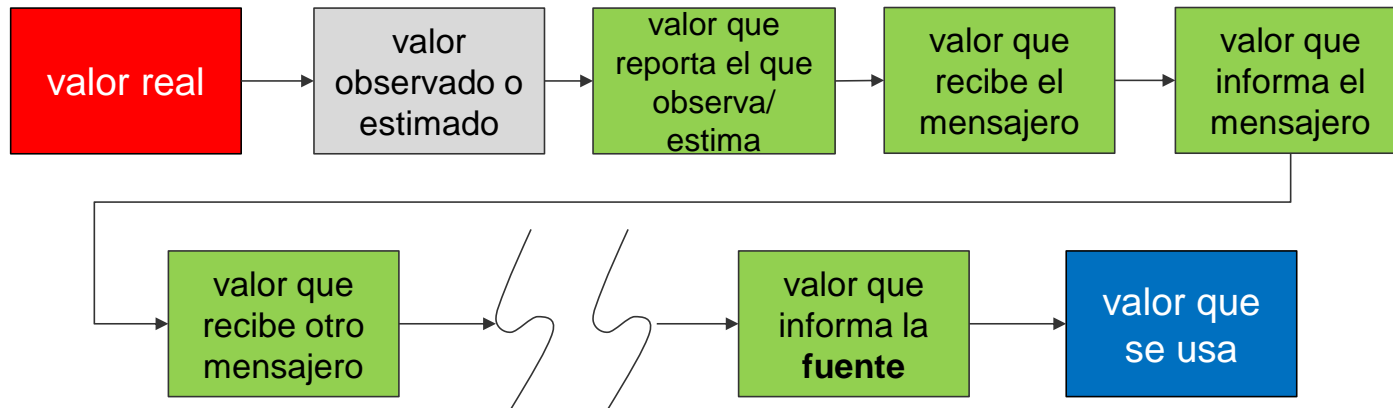 valor real
valor
observado o
estimado
valor que
reporta el que
observa/
estima
valor que
recibe el
mensajero
valor que
informa el
mensajero
valor que
recibe otro
mensajero
valor que
informa la
fuente
valor que
se usa